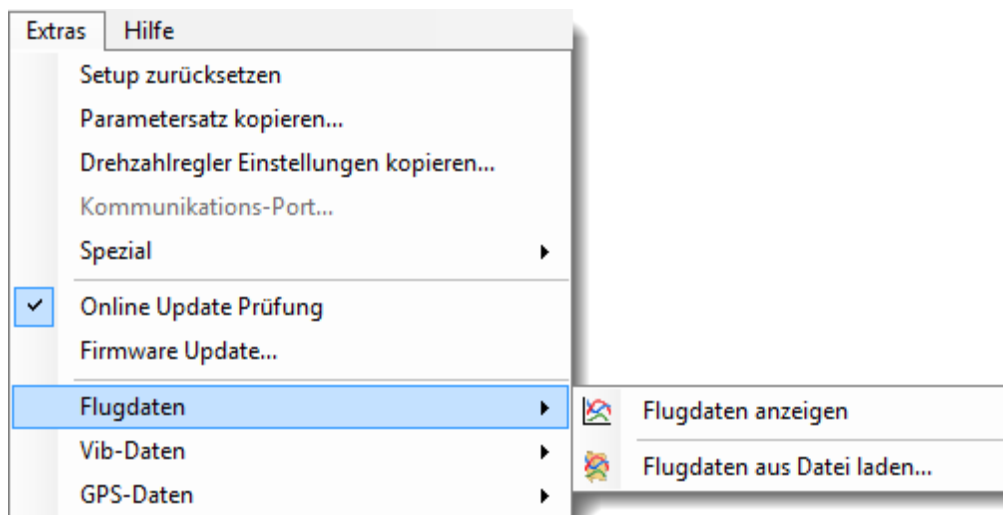 Extras Hilfe
Setup zurücksetzen
Parametersatz kopieren...
Drehzahlregler Einstellungen kopieren...
Kommunikations-Port...
Spezial
Online Update Prüfung
Firmware Update...
Flugdaten
Flugdaten anzeigen
Vib-Daten
Flugdaten aus Datei laden...
GPS-Daten